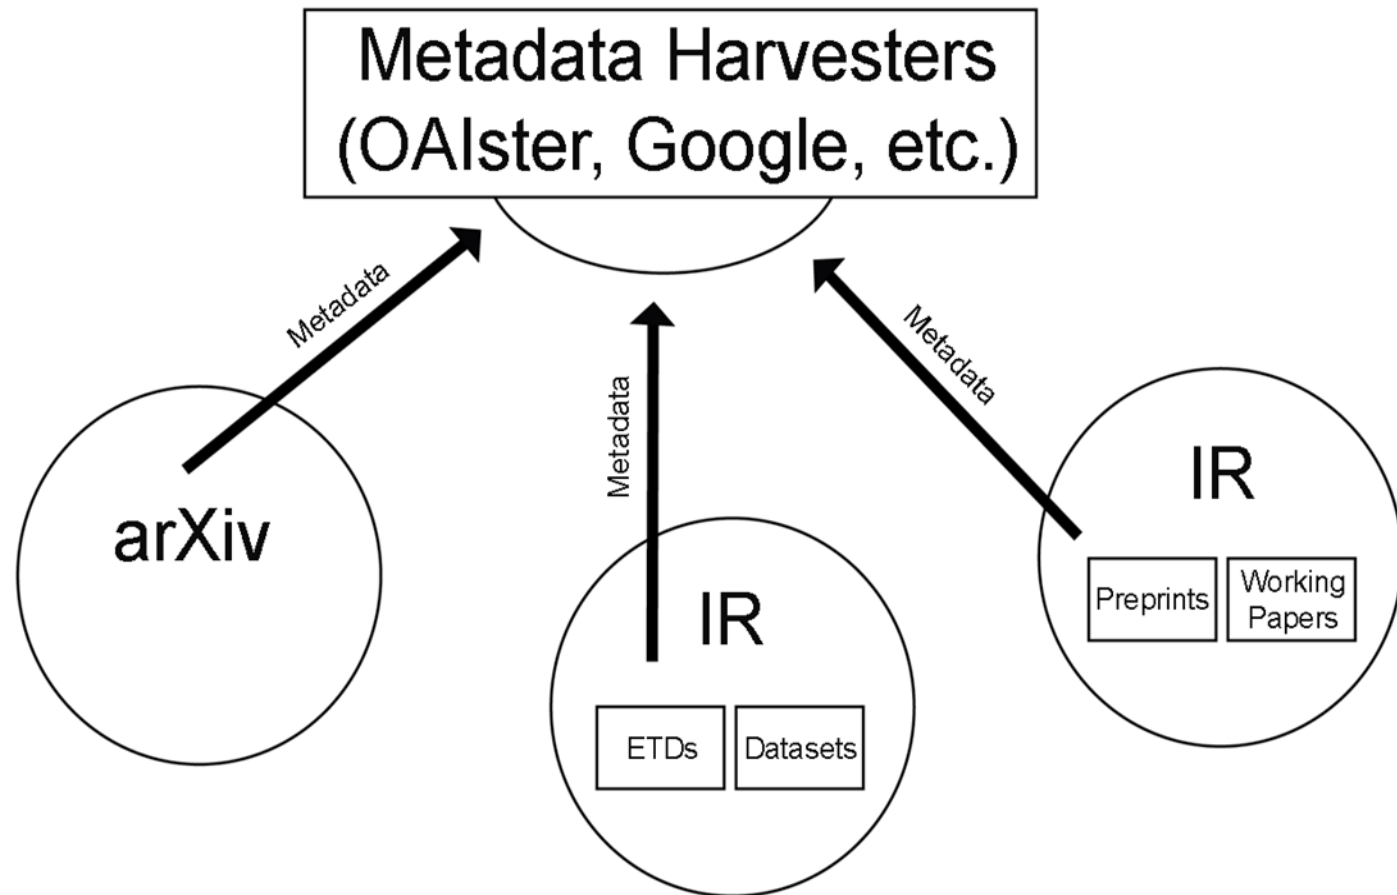 Metadata Harvesters
(OAIster, Google, etc.)
Metadata
Metadata
Metadata
arXiv
IR
ETDs
Datasets
IR
Preprints
Working
Papers